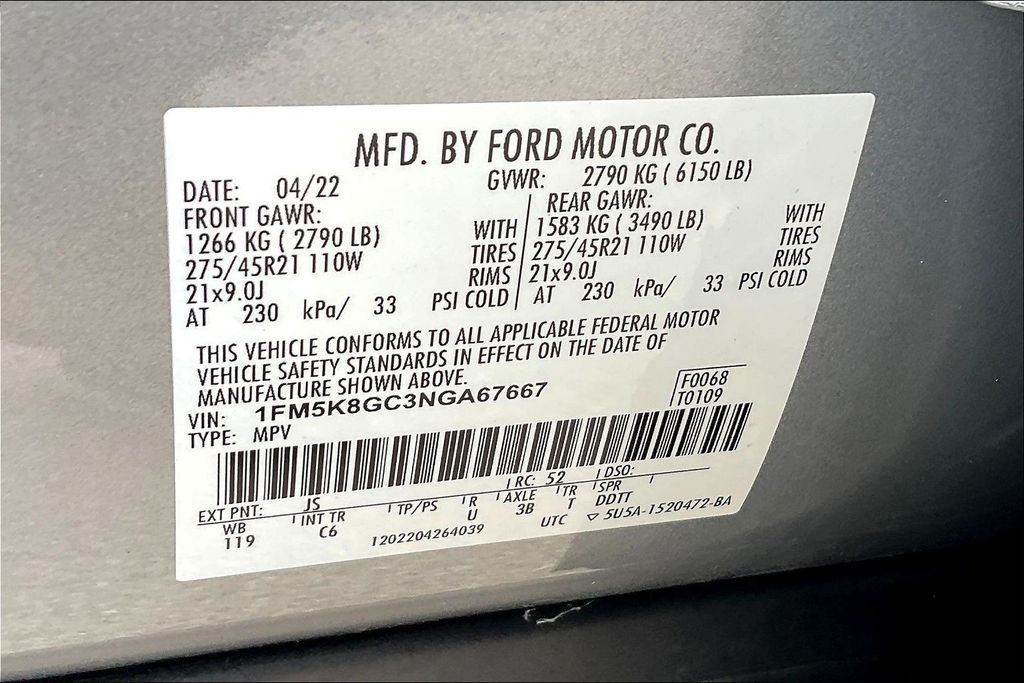 MFD. BY FORD MOTOR CO.
DATE: 04/22 GVWR: 2790 KG ( 6150 LB)
FRONT GAWR: REAR GAWR:
1266 KG ( 2790 LB) WITH 1583 KG ( 3490 LB) WITH
275/45R21 110W TIRES 275/45R21 110W TIRES
21x9.0J RIMS 21x9.0J RIMS
AT 230 kPa/ 33 PSI COLD AT 230 kPa/ 33 PSI COLD
THIS VEHICLE CONFORMS TO ALL APPLICABLE FEDERAL MOTOR
VEHICLE SAFETY STANDARDS IN EFFECT ON THE DATE OF
MANUFACTURE SHOWN ABOVE.
VIN: 1FM5K8GC3NGA67667 F0068
TYPE: MPV T0109
EXT PNT: JS RC: 52 DSO:
WB INT TR TP/PS R AXLE TR SPR
119 C6 U 3B T DDTT
1202204264039 UTC ▽ 5U5A-1520472-BA